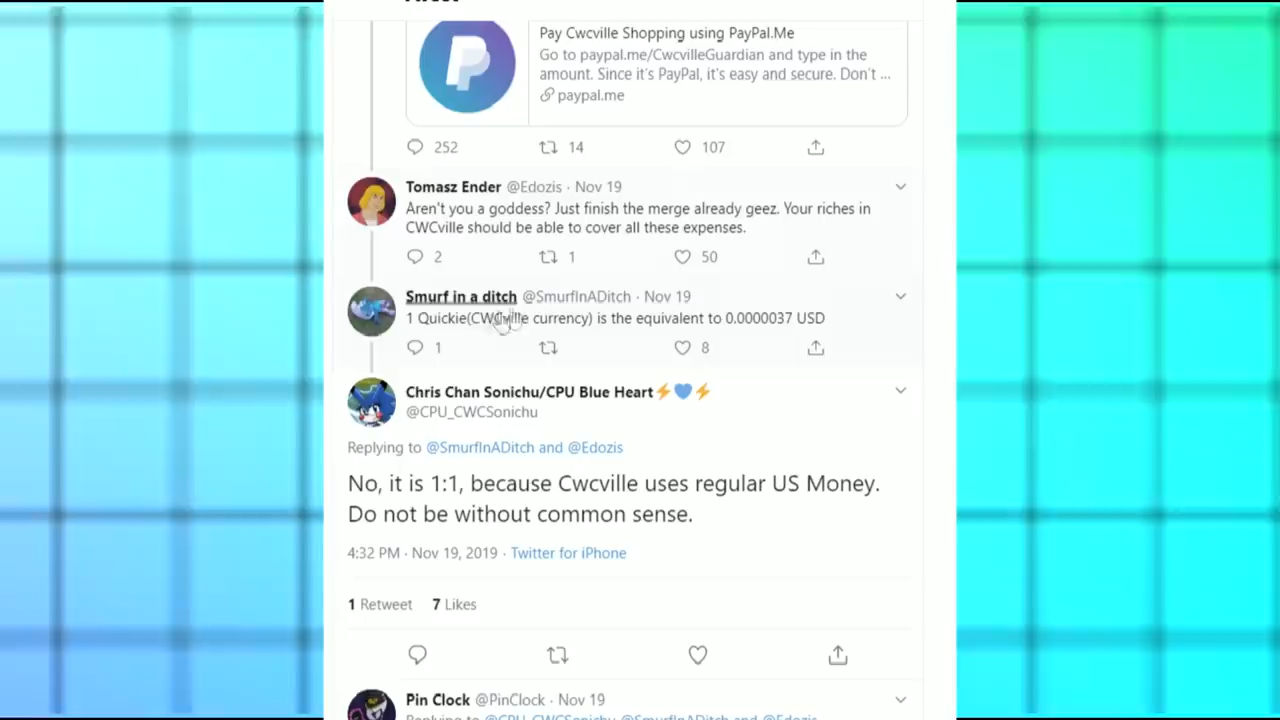 Pay Cwcville Shopping using PayPal.Me
Go to paypal.me/CwcvilleGuardian and type in the
amount. Since it's PayPal, it's easy and secure. Don't ...
paypal.me
252 14 107
Tomasz Ender @Edozis · Nov 19
Aren't you a goddess? Just finish the merge already geez. Your riches in
CWCville should be able to cover all these expenses.
2 1 50
Smurf in a ditch @SmurfInADitch · Nov 19
1 Quickie(CWCville currency) is the equivalent to 0.0000037 USD
1 8
Chris Chan Sonichu/CPU Blue Heart⚡💙⚡
@CPU_CWCSonichu
Replying to @SmurfInADitch and @Edozis
No, it is 1:1, because Cwcville uses regular US Money.
Do not be without common sense.
4:32 PM · Nov 19, 2019 · Twitter for iPhone
1 Retweet 7 Likes
Pin Clock @PinClock · Nov 19
Replying to @CPU_CWCSonichu @SmurfInADitch and @Edozis